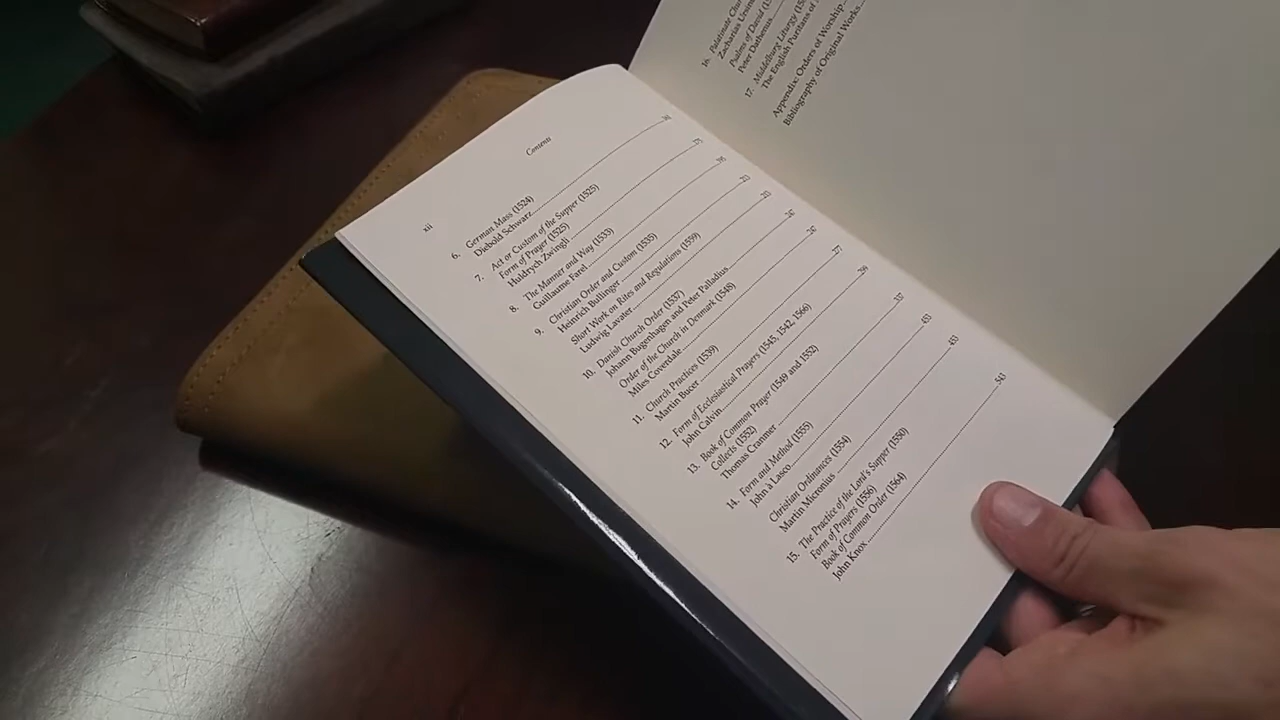 xii
Contents
6. German Mass (1524)
Diebold Schwarz
7. Act or Custom of the Supper (1525)
Form of Prayer (1525)
Huldrych Zwingli
8. The Manner and Way (1533)
Guillaume Farel
9. Christian Order and Custom (1535)
Heinrich Bullinger
Short Work on Rites and Regulations (1559)
Ludwig Lavater
10. Danish Church Order (1537)
Johann Bugenhagen and Peter Palladius
Order of the Church in Denmark (1548)
Miles Coverdale
11. Church Practices (1539)
Martin Bucer 277
12. Form of Ecclesiastical Prayers (1545, 1542, 1566)
John Calvin
13. Book of Common Prayer (1549 and 1552)
Collects (1552)
Thomas Cranmer
14. Form and Method (1555)
John à Lasco
Christian Ordinances (1554)
Martin Micronius
15. The Practice of the Lord's Supper (1550)
Form of Prayers (1556)
Book of Common Order (1564)
John Knox 543
16. Palatinate
Zacharias
Psalms of David
Peter Dathenus
17. Middelburg Liturgy
The English Puritans of
Appendix: Orders of Worship
Bibliography of Original Works